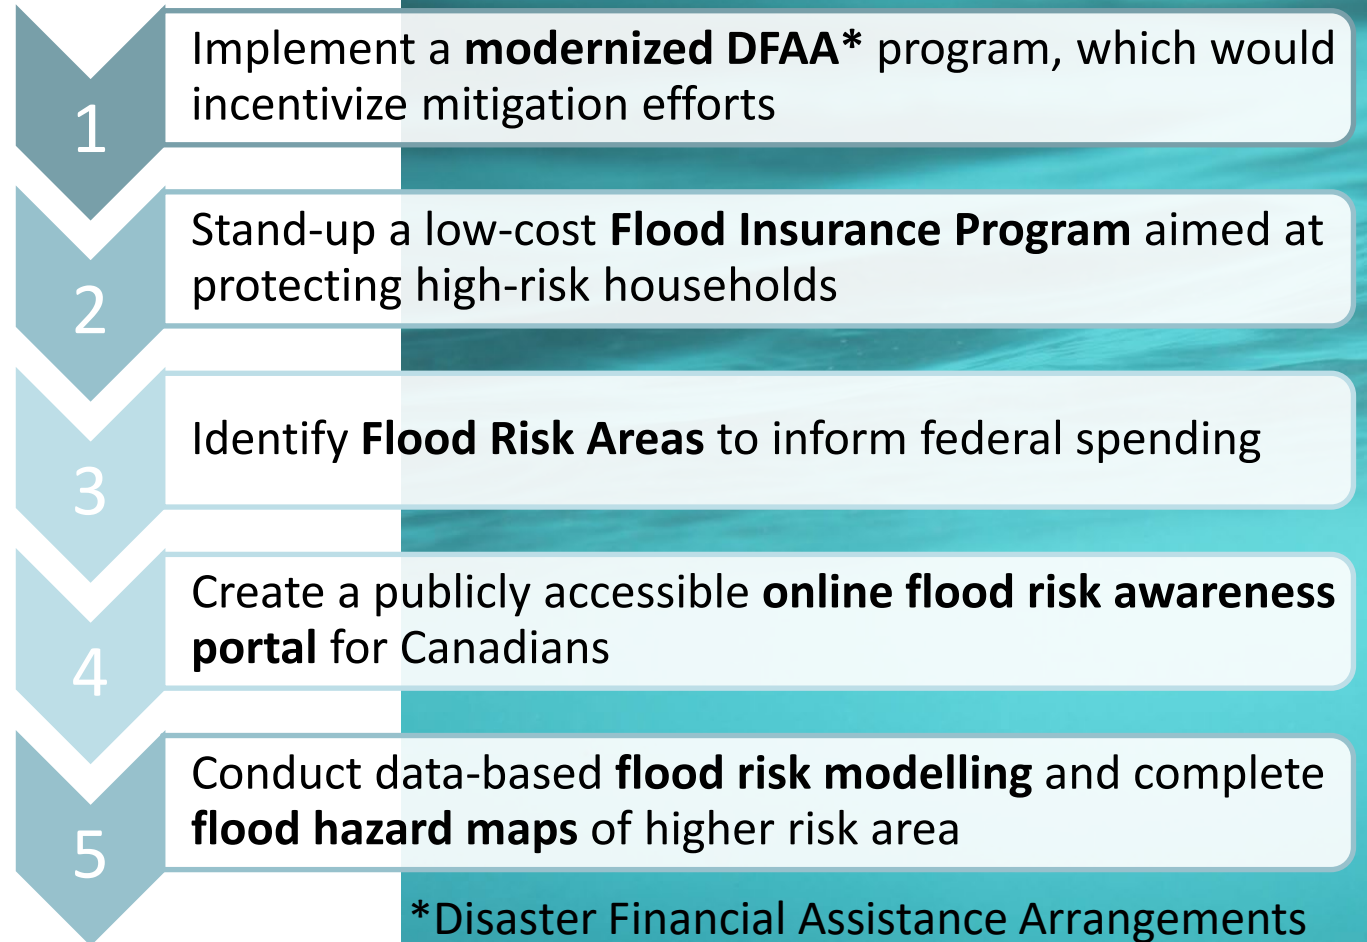 1
Implement a modernized DFAA* program, which would
incentivize mitigation efforts
2
Stand-up a low-cost Flood Insurance Program aimed at
protecting high-risk households
3
Identify Flood Risk Areas to inform federal spending
4
Create a publicly accessible online flood risk awareness
portal for Canadians
5
Conduct data-based flood risk modelling and complete
flood hazard maps of higher risk area
*Disaster Financial Assistance Arrangements